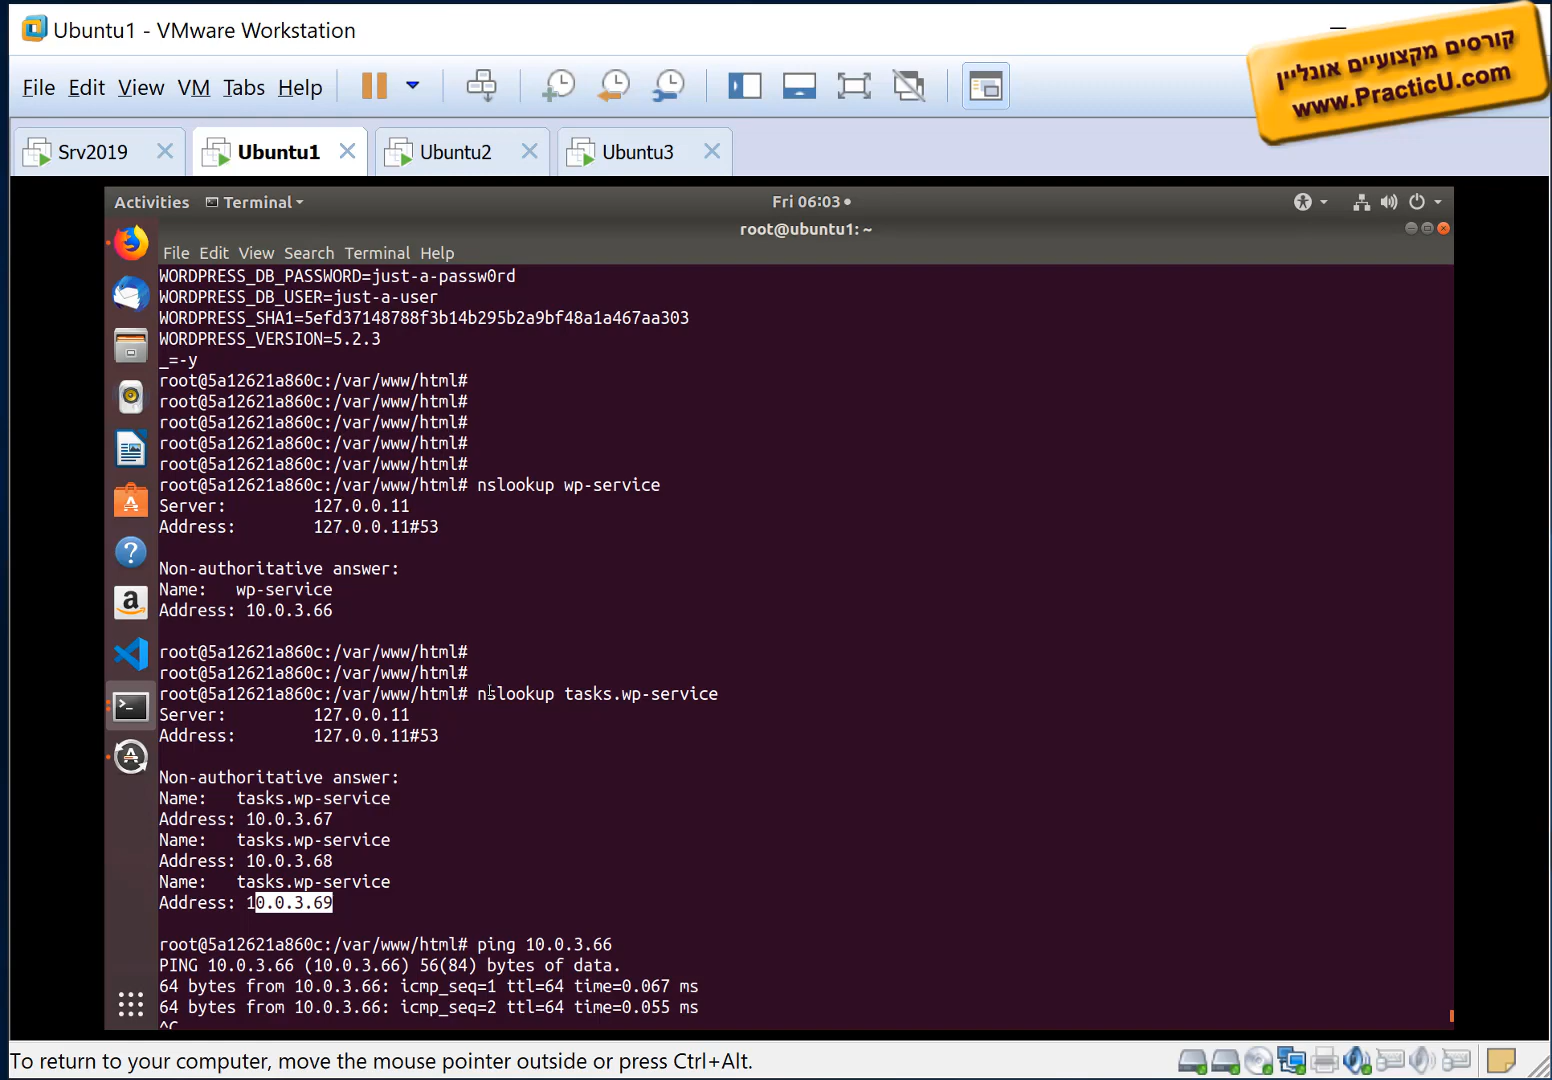 Ubuntu1 - VMware Workstation
קורסים מקצועיים אונליין
www.PracticU.com
File Edit View VM Tabs Help
Srv2019 Ubuntu1 Ubuntu2 Ubuntu3
Activities Terminal Fri 06:03
root@ubuntu1: ~
File Edit View Search Terminal Help
WORDPRESS_DB_PASSWORD=just-a-passw0rd
WORDPRESS_DB_USER=just-a-user
WORDPRESS_SHA1=5efd37148788f3b14b295b2a9bf48a1a467aa303
WORDPRESS_VERSION=5.2.3
_=-y
root@5a12621a860c:/var/www/html#
root@5a12621a860c:/var/www/html#
root@5a12621a860c:/var/www/html#
root@5a12621a860c:/var/www/html#
root@5a12621a860c:/var/www/html#
root@5a12621a860c:/var/www/html# nslookup wp-service
Server: 127.0.0.11
Address: 127.0.0.11#53
Non-authoritative answer:
Name: wp-service
Address: 10.0.3.66
root@5a12621a860c:/var/www/html#
root@5a12621a860c:/var/www/html#
root@5a12621a860c:/var/www/html# nslookup tasks.wp-service
Server: 127.0.0.11
Address: 127.0.0.11#53
Non-authoritative answer:
Name: tasks.wp-service
Address: 10.0.3.67
Name: tasks.wp-service
Address: 10.0.3.68
Name: tasks.wp-service
Address: 10.0.3.69
root@5a12621a860c:/var/www/html# ping 10.0.3.66
PING 10.0.3.66 (10.0.3.66) 56(84) bytes of data.
64 bytes from 10.0.3.66: icmp_seq=1 ttl=64 time=0.067 ms
64 bytes from 10.0.3.66: icmp_seq=2 ttl=64 time=0.055 ms
^C
To return to your computer, move the mouse pointer outside or press Ctrl+Alt.